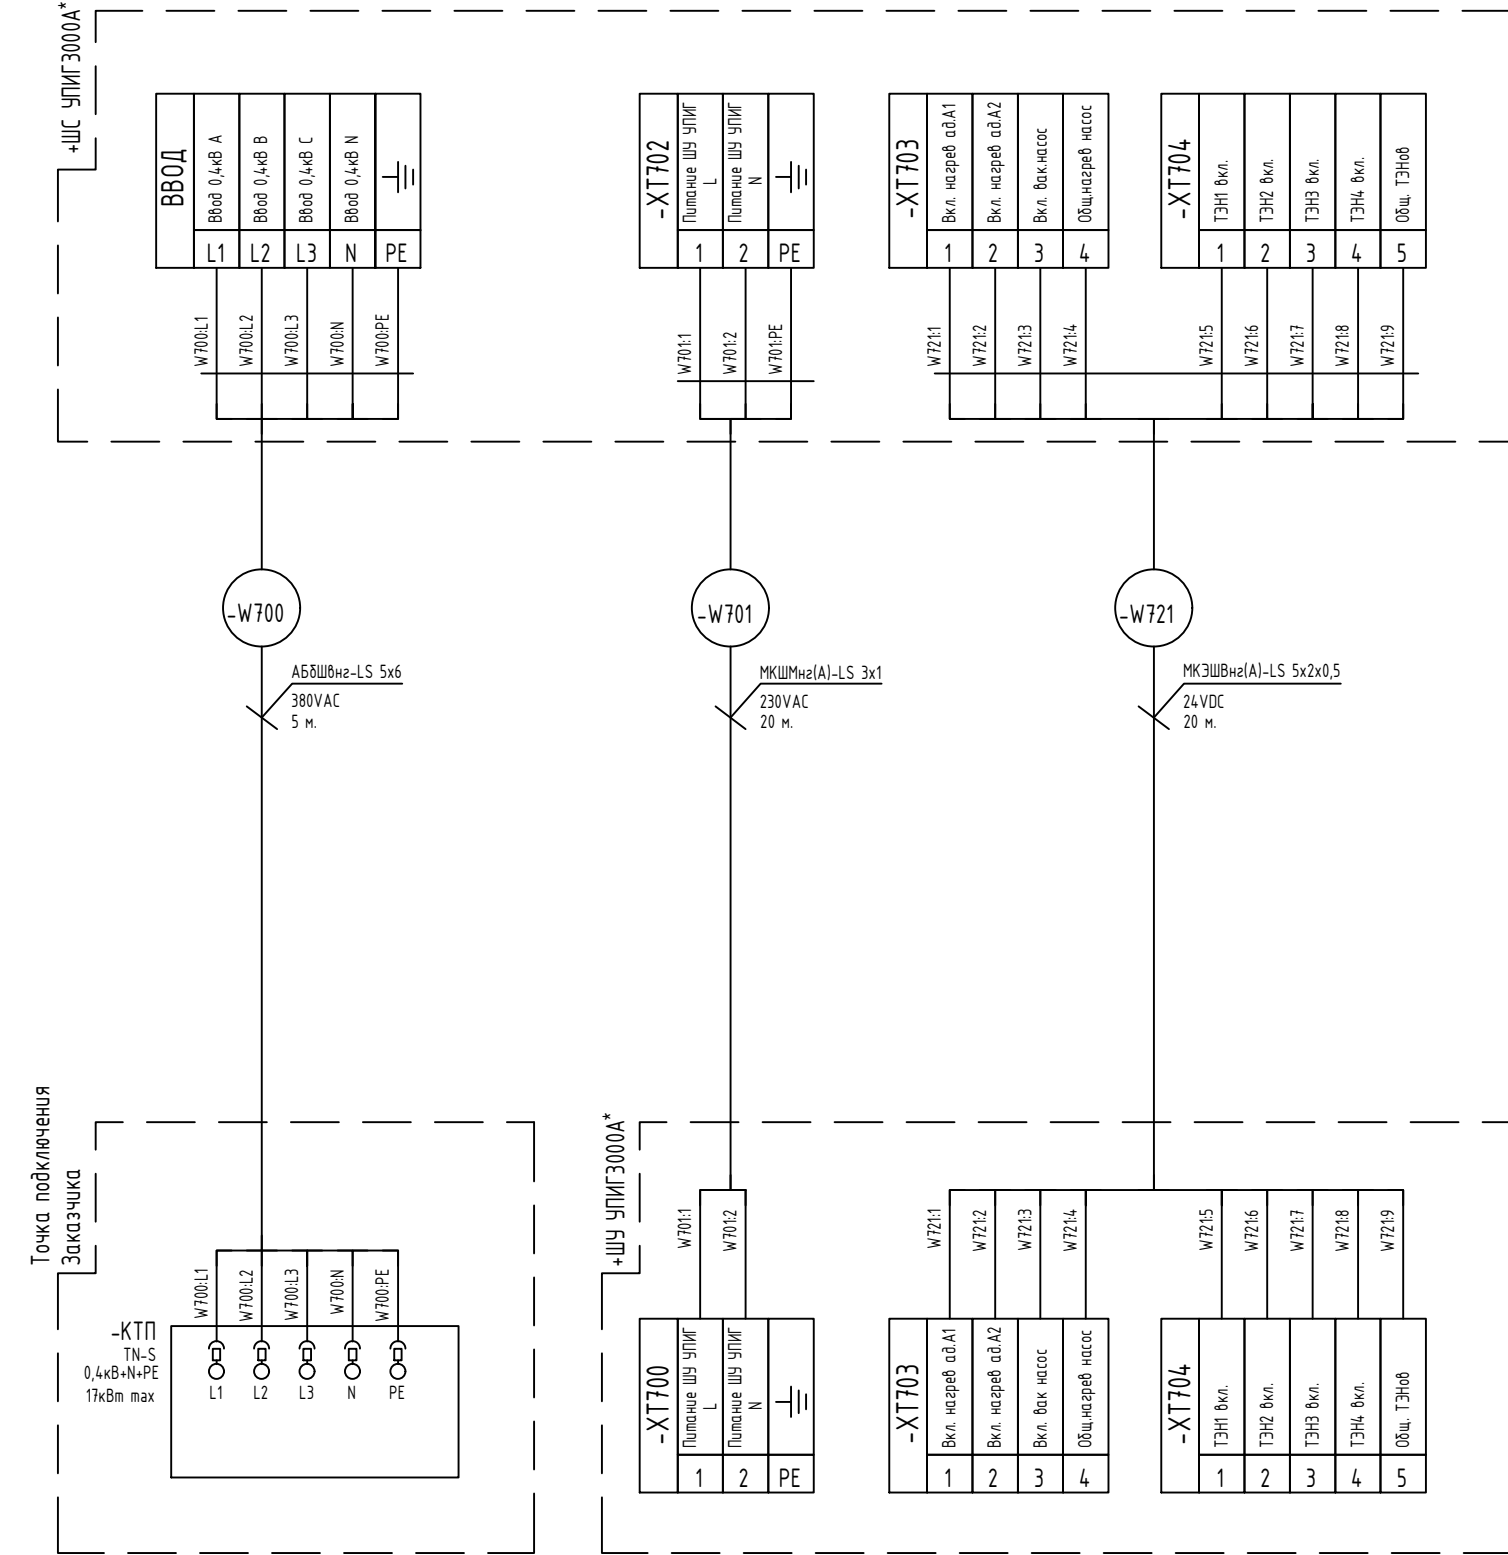 +ШС УПИГ3000А*
ВВОД
Ввод 0,4кВ А
Ввод 0,4кВ В
Ввод 0,4кВ С
Ввод 0,4кВ N
L1
L2
L3
N
PE
W700:L1
W700:L2
W700:L3
W700:N
W700:PE
-XT702
Питание ШУ УПИГ
L
Питание ШУ УПИГ
N
1
2
PE
W701:1
W701:2
W701:PE
-XT703
Вкл. нагрев ад.А1
Вкл. нагрев ад.А2
Вкл. вак.насос
Общ.нагрев насос
1
2
3
4
W721:1
W721:2
W721:3
W721:4
-XT704
ТЭН1 вкл.
ТЭН2 вкл.
ТЭН3 вкл.
ТЭН4 вкл.
Общ. ТЭНов
1
2
3
4
5
W721:5
W721:6
W721:7
W721:8
W721:9
-W700
АБбШвнг-LS 5x6
380VAC
5 м.
-W701
МКШМнг(А)-LS 3x1
230VAC
20 м.
-W721
МКЭШВнг(А)-LS 5x2x0,5
24VDC
20 м.
Точка подключения
Заказчика
W700:L1
W700:L2
W700:L3
W700:N
W700:PE
-КТП
TN-S
0,4кВ+N+PE
17кВт max
L1
L2
L3
N
PE
+ШУ УПИГ3000А*
W701:1
W701:2
-XT700
Питание ШУ УПИГ
L
Питание ШУ УПИГ
N
1
2
PE
W721:1
W721:2
W721:3
W721:4
-XT703
Вкл. нагрев ад.А1
Вкл. нагрев ад.А2
Вкл. вак насос
Общ.нагрев насос
1
2
3
4
W721:5
W721:6
W721:7
W721:8
W721:9
-XT704
ТЭН1 вкл.
ТЭН2 вкл.
ТЭН3 вкл.
ТЭН4 вкл.
Общ. ТЭНов
1
2
3
4
5